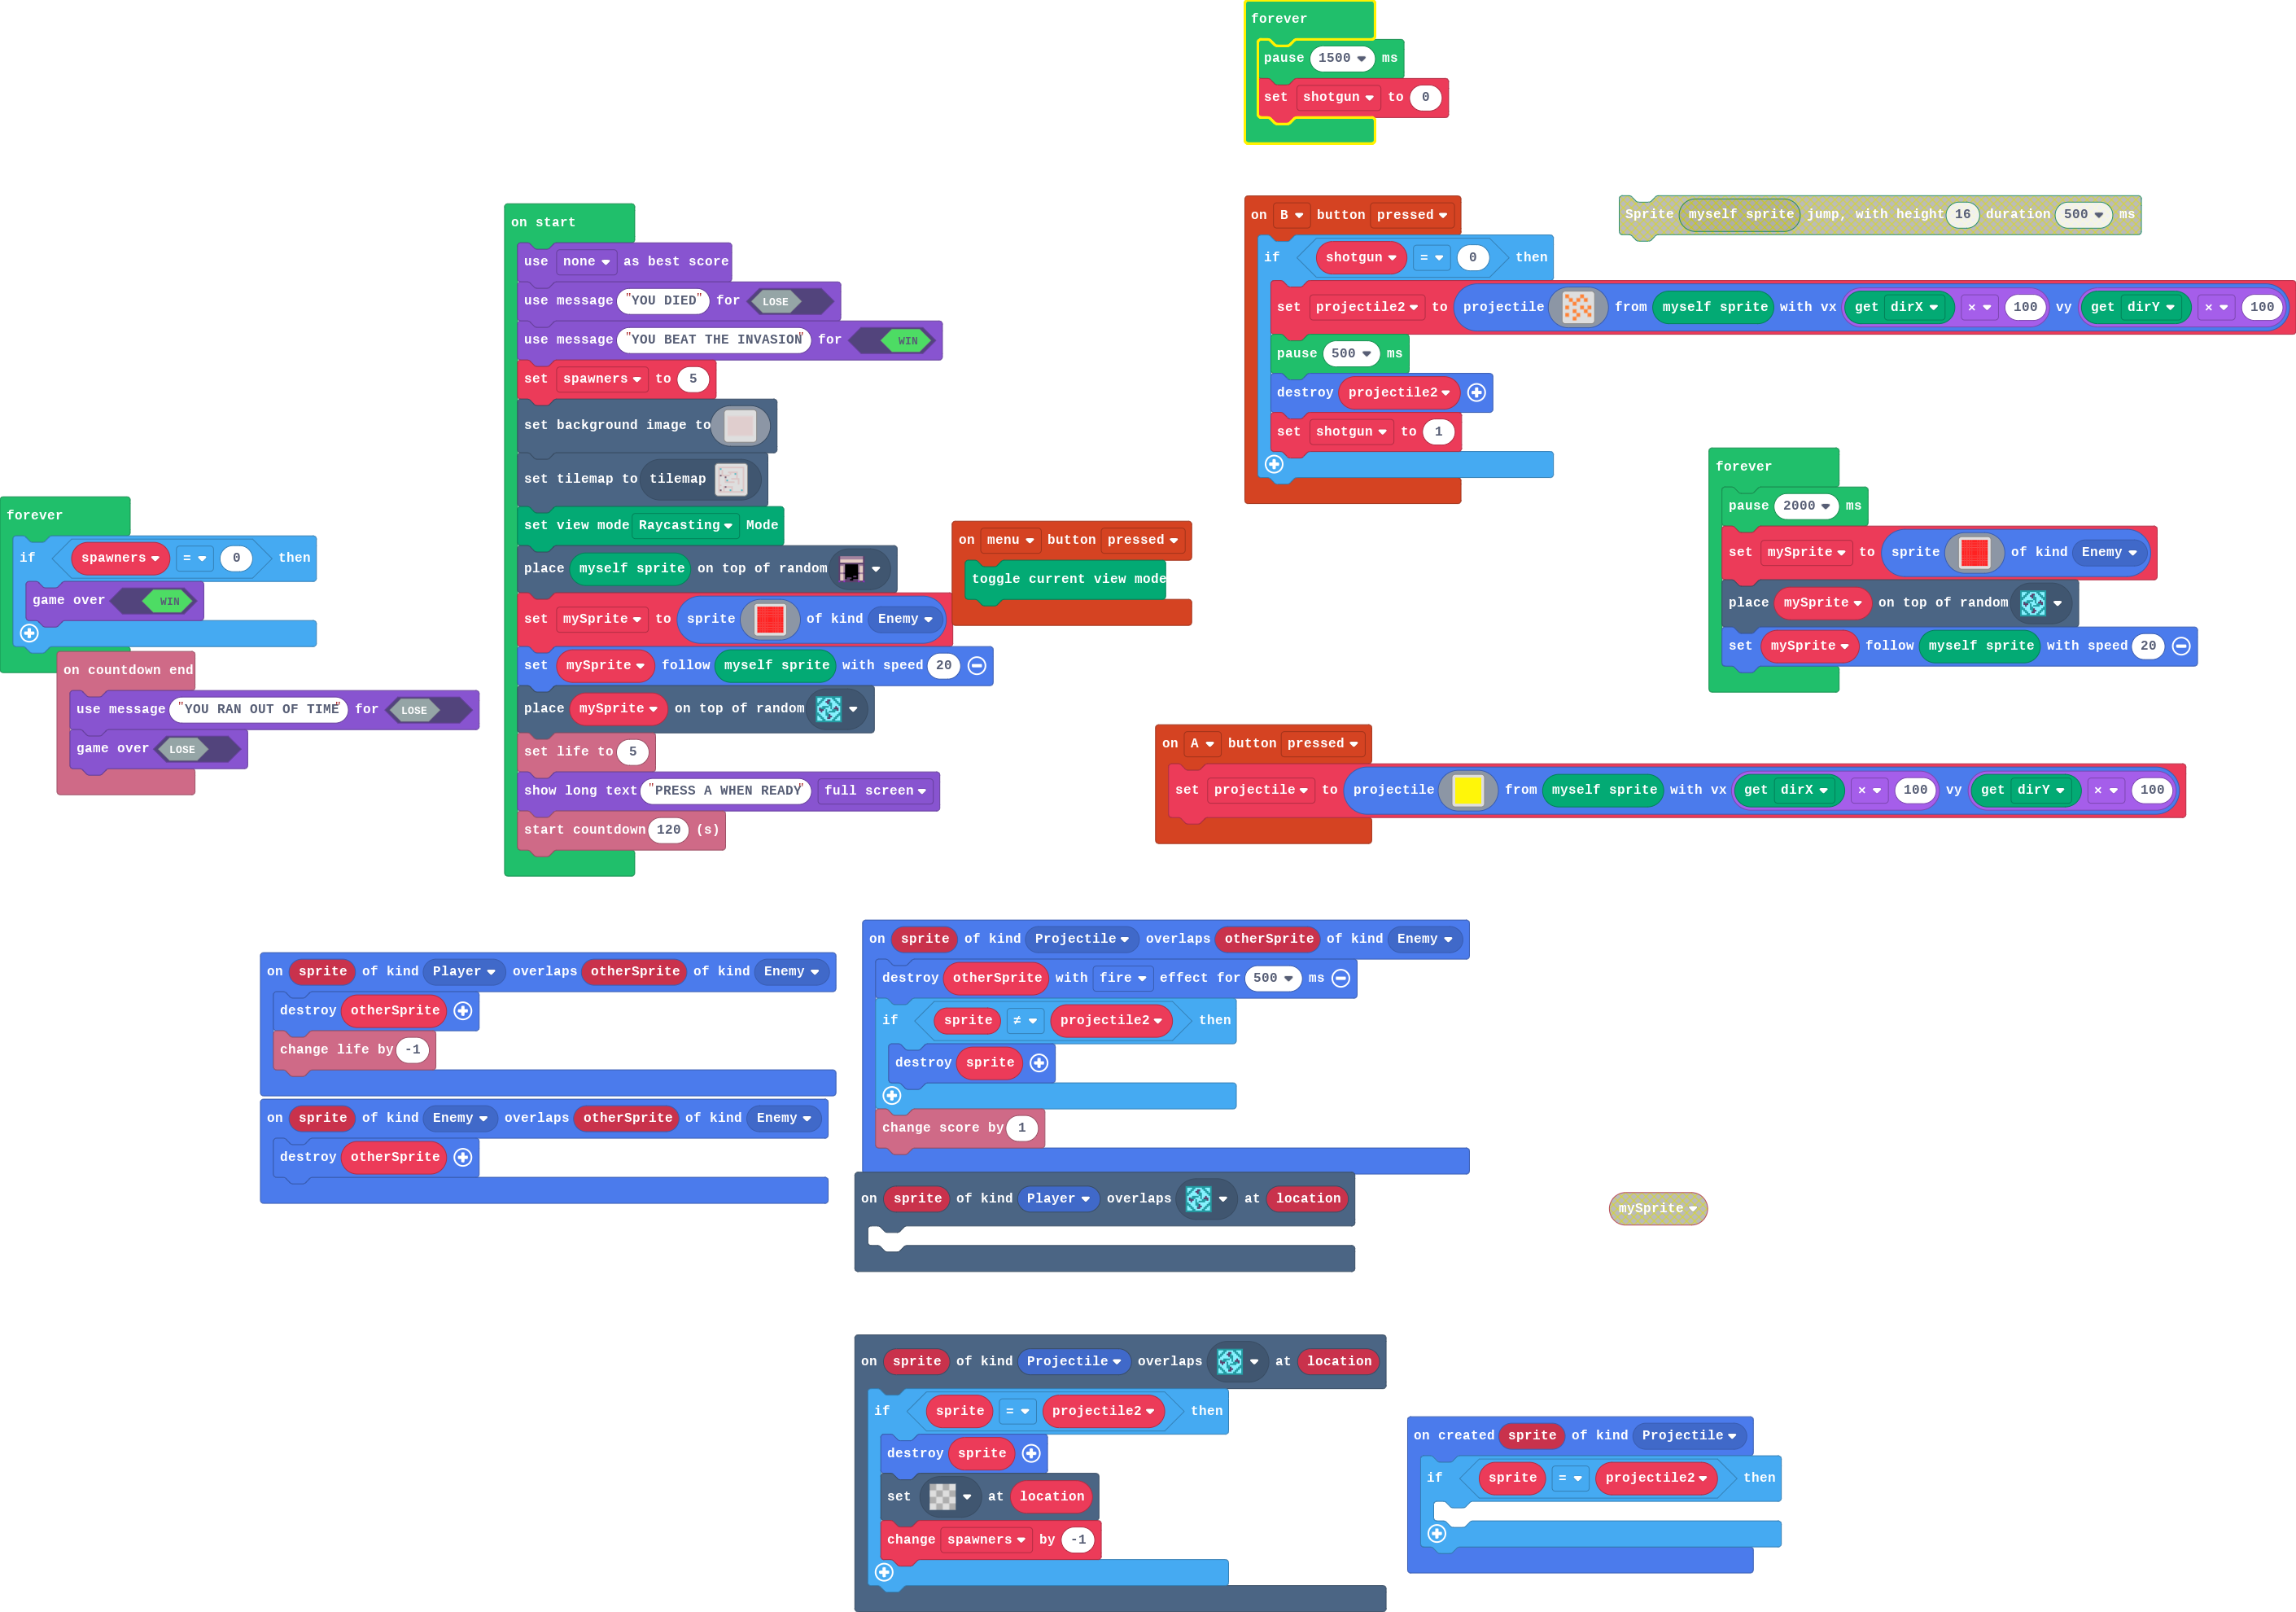 forever
pause 1500 ms
set shotgun to 0
on B button pressed
if shotgun = 0 then
set projectile2 to projectile from myself sprite with vx get dirX × 100 vy get dirY × 100
pause 500 ms
destroy projectile2
set shotgun to 1
Sprite myself sprite jump, with height 16 duration 500 ms
on start
use none as best score
use message "YOU DIED" for LOSE
use message "YOU BEAT THE INVASION" for WIN
set spawners to 5
set background image to
set tilemap to tilemap
set view mode Raycasting Mode
place myself sprite on top of random
set mySprite to sprite of kind Enemy
set mySprite follow myself sprite with speed 20
place mySprite on top of random
set life to 5
show long text "PRESS A WHEN READY" full screen
start countdown 120 (s)
forever
if spawners = 0 then
game over WIN
on countdown end
use message "YOU RAN OUT OF TIME" for LOSE
game over LOSE
on menu button pressed
toggle current view mode
forever
pause 2000 ms
set mySprite to sprite of kind Enemy
place mySprite on top of random
set mySprite follow myself sprite with speed 20
on A button pressed
set projectile to projectile from myself sprite with vx get dirX × 100 vy get dirY × 100
on sprite of kind Player overlaps otherSprite of kind Enemy
destroy otherSprite
change life by -1
on sprite of kind Enemy overlaps otherSprite of kind Enemy
destroy otherSprite
on sprite of kind Projectile overlaps otherSprite of kind Enemy
destroy otherSprite with fire effect for 500 ms
if sprite ≠ projectile2 then
destroy sprite
change score by 1
on sprite of kind Player overlaps at location
mySprite
on sprite of kind Projectile overlaps at location
if sprite = projectile2 then
destroy sprite
set at location
change spawners by -1
on created sprite of kind Projectile
if sprite = projectile2 then